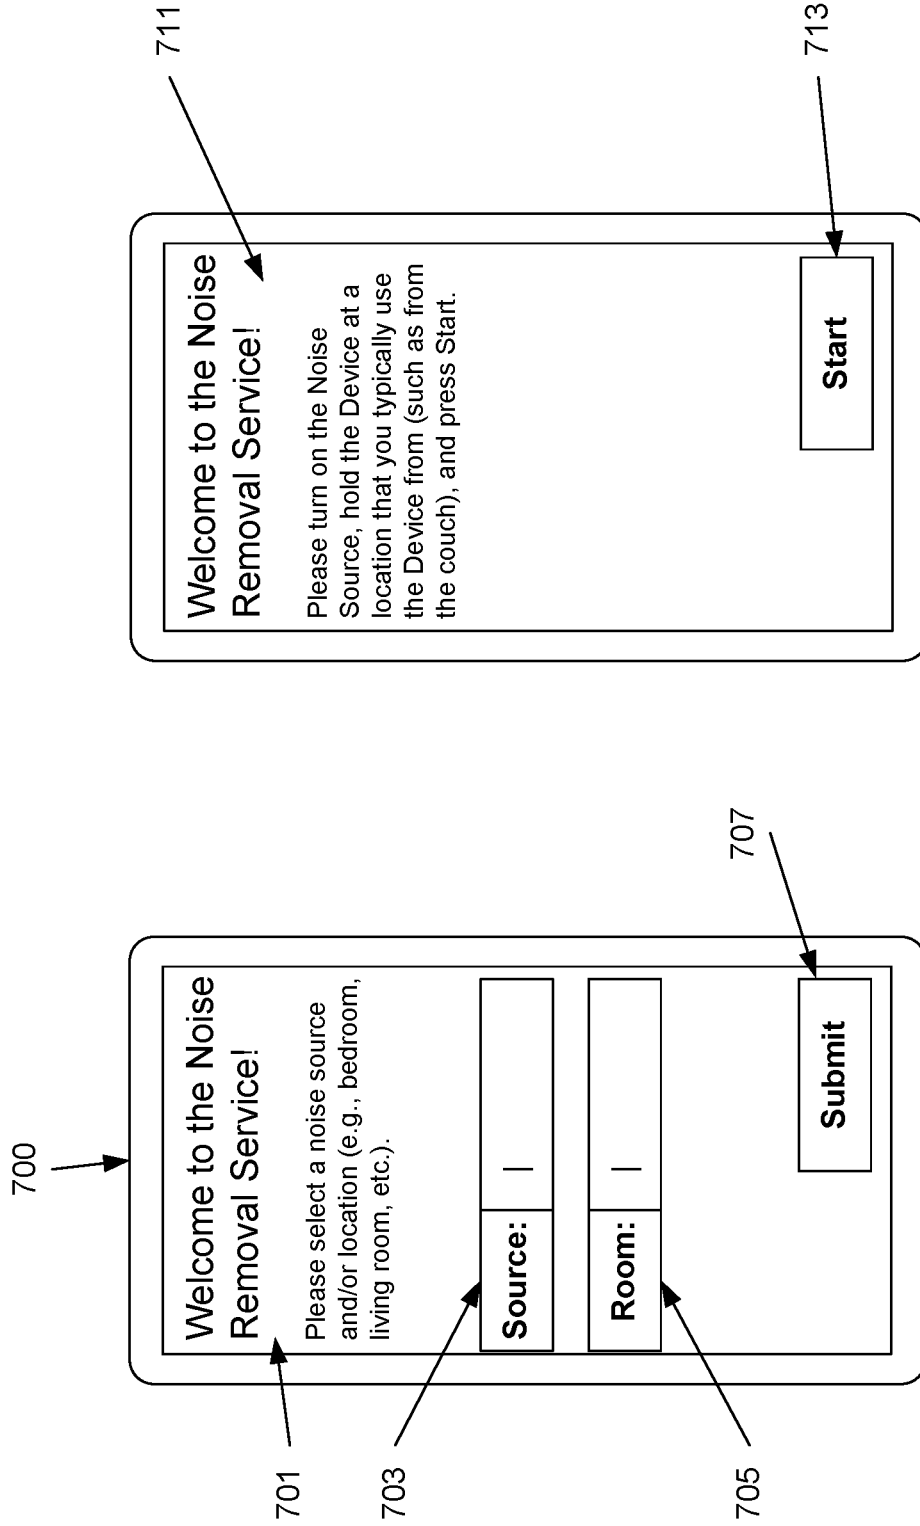 700
701
Welcome to the Noise
Removal Service!
Please select a noise source
and/or location (e.g., bedroom,
living room, etc.).
703
Source: |
705
Room: |
707
Submit
711
Welcome to the Noise
Removal Service!
Please turn on the Noise
Source, hold the Device at a
location that you typically use
the Device from (such as from
the couch), and press Start.
713
Start